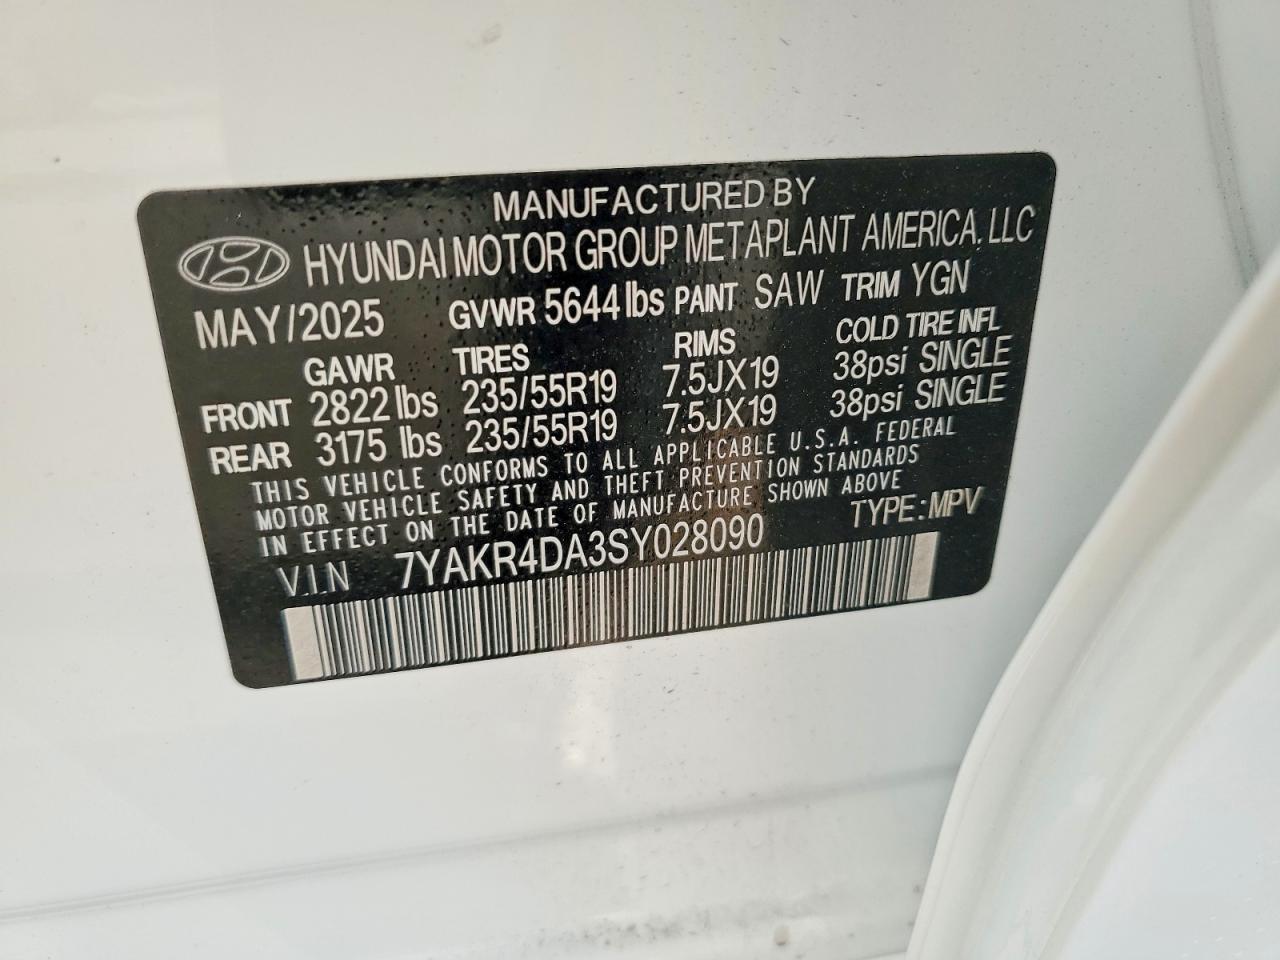 MANUFACTURED BY
HYUNDAI MOTOR GROUP METAPLANT AMERICA, LLC
MAY/2025 GVWR 5644 lbs PAINT SAW TRIM YGN
GAWR TIRES RIMS COLD TIRE INFL
FRONT 2822 lbs 235/55R19 7.5JX19 38psi SINGLE
REAR 3175 lbs 235/55R19 7.5JX19 38psi SINGLE
THIS VEHICLE CONFORMS TO ALL APPLICABLE U.S.A. FEDERAL
MOTOR VEHICLE SAFETY AND THEFT PREVENTION STANDARDS
IN EFFECT ON THE DATE OF MANUFACTURE SHOWN ABOVE
VIN 7YAKR4DA3SY028090 TYPE:MPV